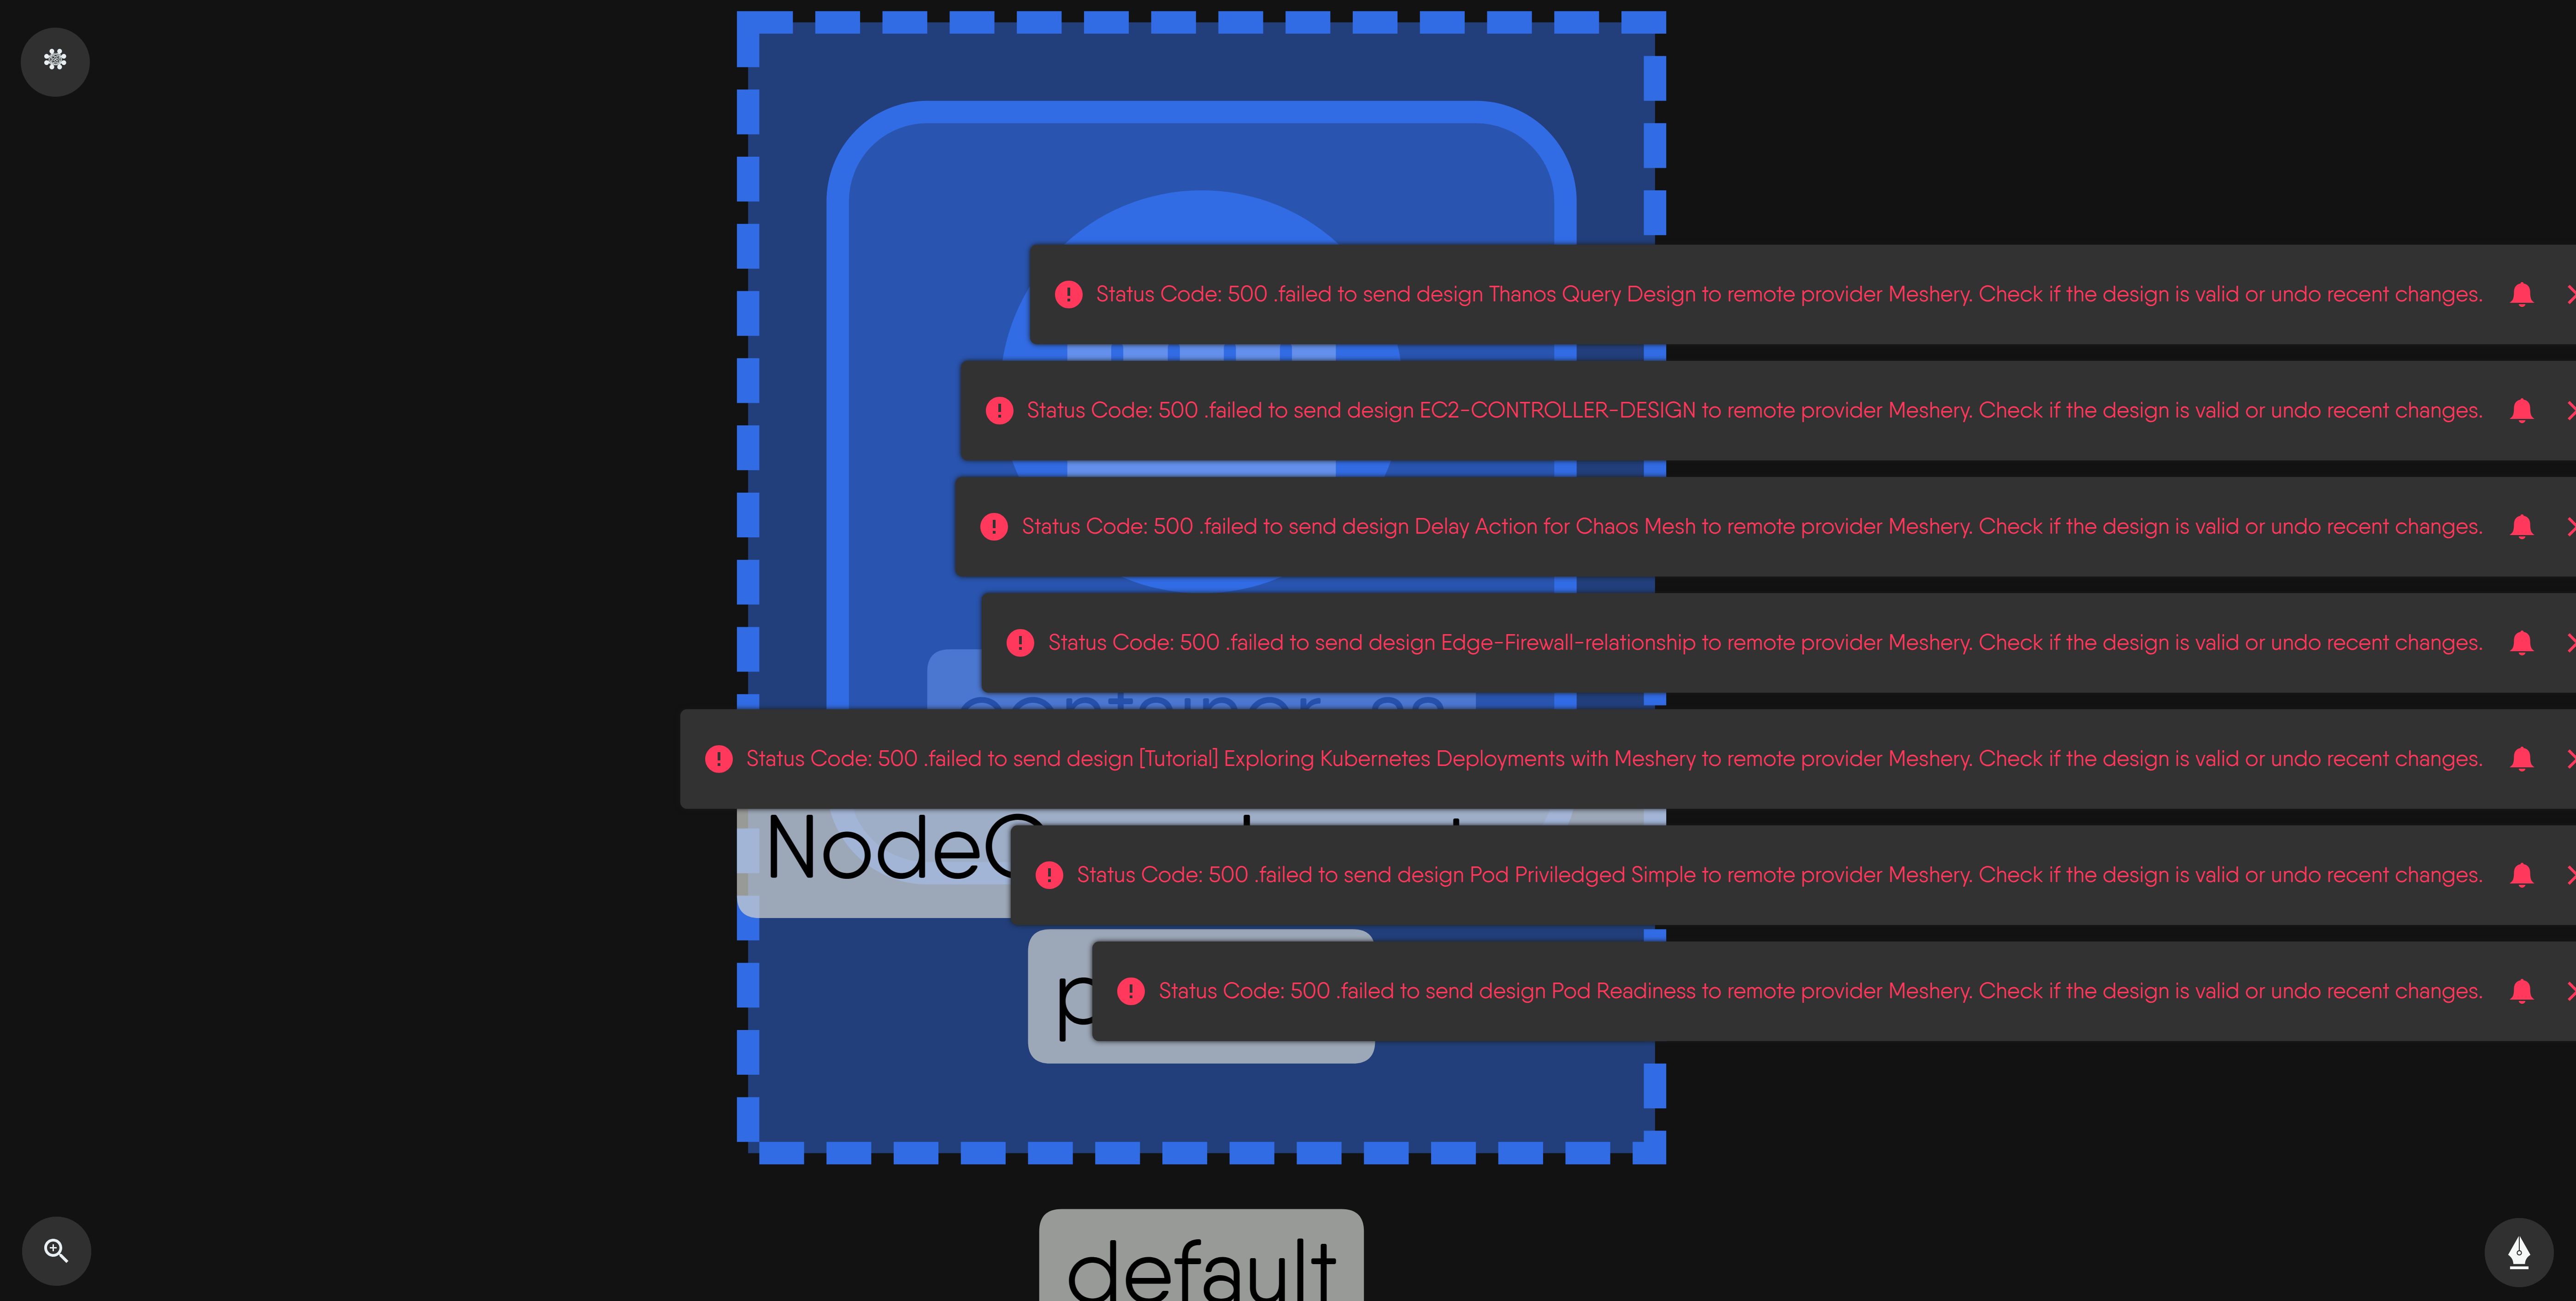 Status Code: 500 .failed to send design Thanos Query Design to remote provider Meshery. Check if the design is valid or undo recent changes.
Status Code: 500 .failed to send design EC2-CONTROLLER-DESIGN to remote provider Meshery. Check if the design is valid or undo recent changes.
Status Code: 500 .failed to send design Delay Action for Chaos Mesh to remote provider Meshery. Check if the design is valid or undo recent changes.
Status Code: 500 .failed to send design Edge-Firewall-relationship to remote provider Meshery. Check if the design is valid or undo recent changes.
Status Code: 500 .failed to send design [Tutorial] Exploring Kubernetes Deployments with Meshery to remote provider Meshery. Check if the design is valid or undo recent changes.
Status Code: 500 .failed to send design Pod Priviledged Simple to remote provider Meshery. Check if the design is valid or undo recent changes.
Status Code: 500 .failed to send design Pod Readiness to remote provider Meshery. Check if the design is valid or undo recent changes.
default